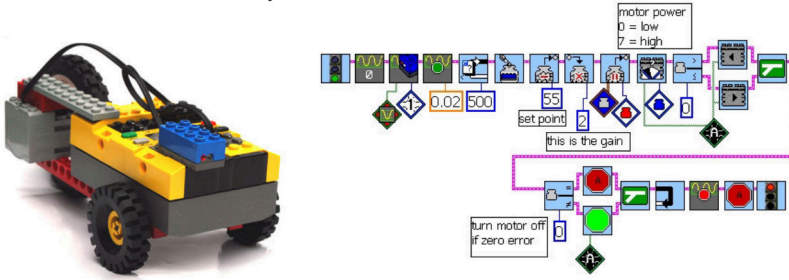 motor power
0 = low
7 = high
0
1
0.02
500
55
set point
2
this is the gain
0
A
A
A
turn motor off
if zero error
0
A